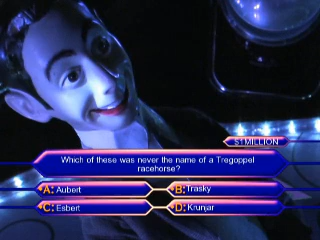 $1 MILLION
Which of these was never the name of a Tregoppel
racehorse?
A: Aubert
B: Trasky
C: Esbert
D: Krunjar